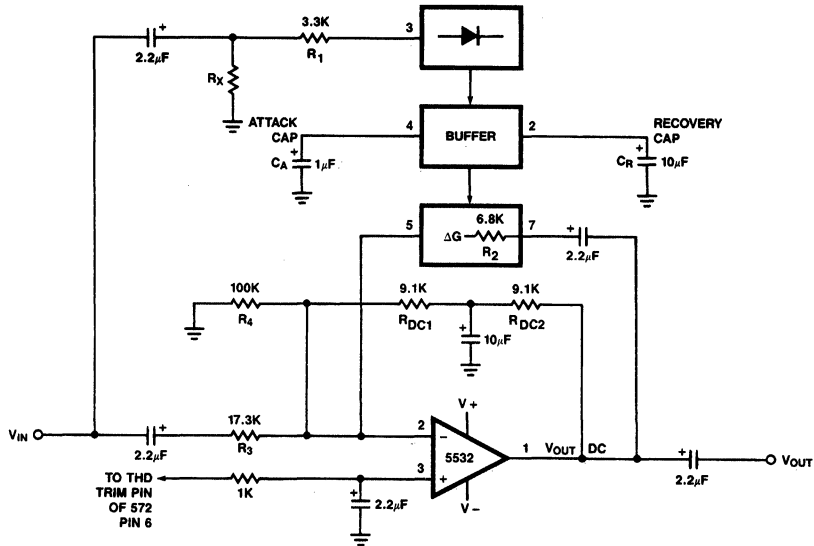 3.3K
3
+
2.2µF
R1
RX
ATTACK
CAP
4
BUFFER
2
RECOVERY
CAP
+
CA
1µF
+
CR
10µF
5
ΔG
6.8K
R2
7
+
2.2µF
100K
R4
9.1K
RDC1
9.1K
RDC2
+
10µF
VIN
+
2.2µF
17.3K
R3
2
−
V+
5532
1
VOUT DC
+
2.2µF
VOUT
3
+
V−
TO THD
TRIM PIN
OF 572
PIN 6
1K
+
2.2µF